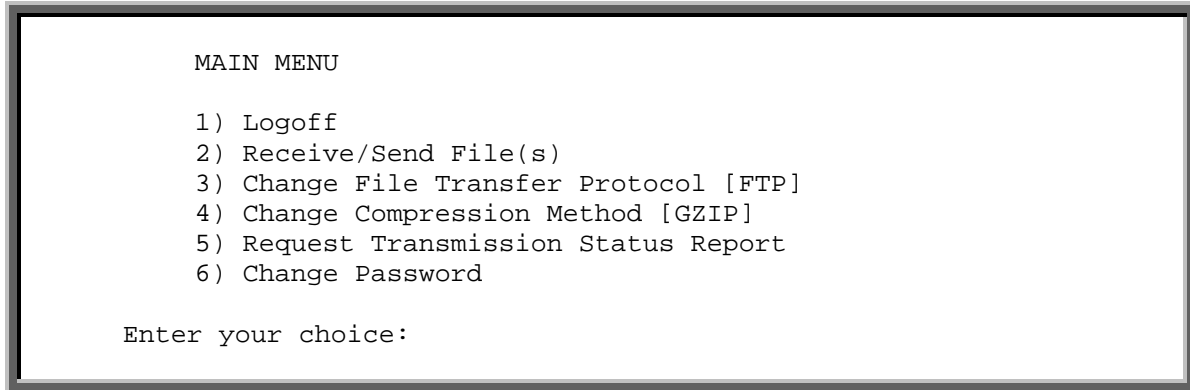 MAIN MENU
1) Logoff
2) Receive/Send File(s)
3) Change File Transfer Protocol [FTP]
4) Change Compression Method [GZIP]
5) Request Transmission Status Report
6) Change Password
Enter your choice: